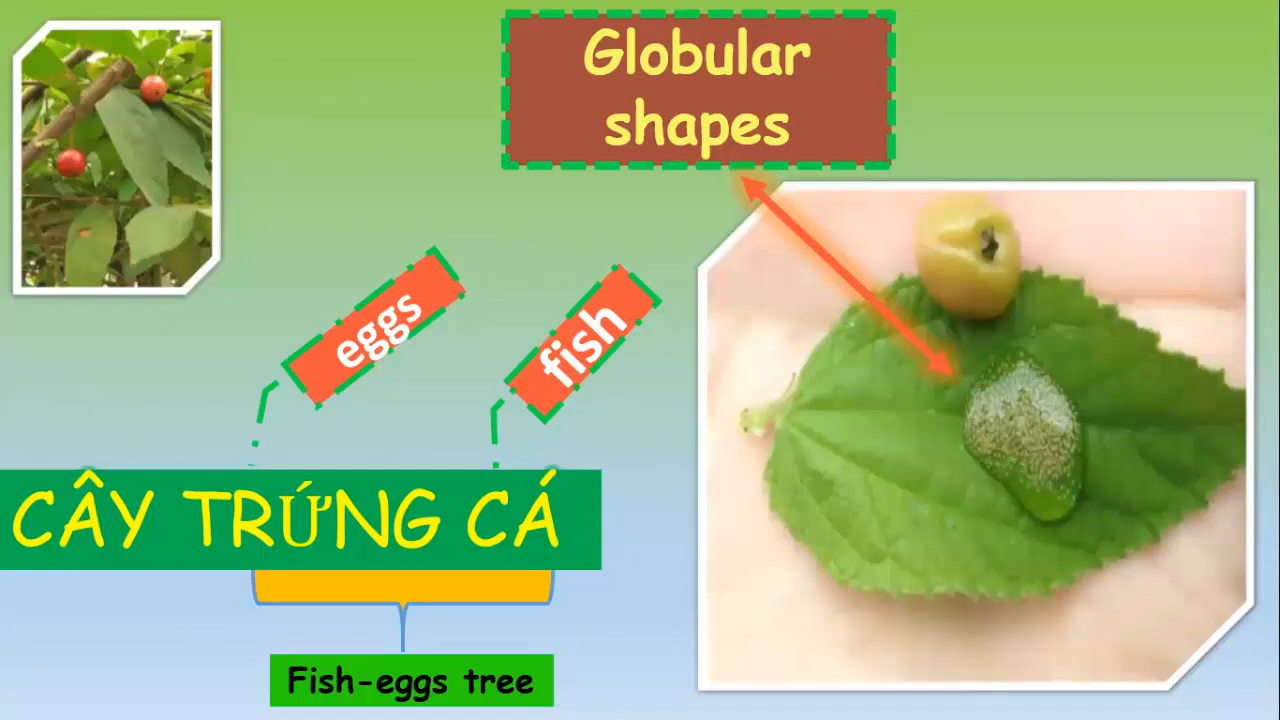 Globular
shapes
eggs
fish
CÂY TRỨNG CÁ
Fish-eggs tree